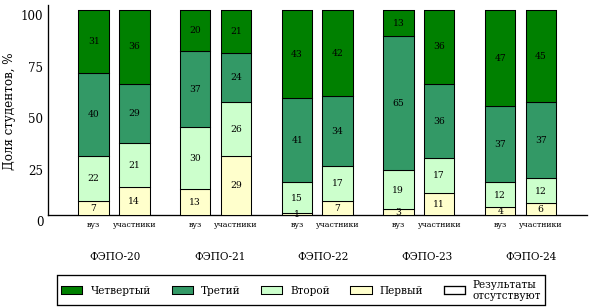 Доля студентов, %
100
75
50
25
0
31 36 20 21 43 42 13 36 47 45
40 29 37 24 41 34 65 36 37 37
22 21 30 26 15 17 19 17 12 12
7 14 13 29 1 7 3 11 4 6
вуз участники вуз участники вуз участники вуз участники вуз участники
ФЭПО-20 ФЭПО-21 ФЭПО-22 ФЭПО-23 ФЭПО-24
Четвертый Третий Второй Первый Результаты
отсутствуют